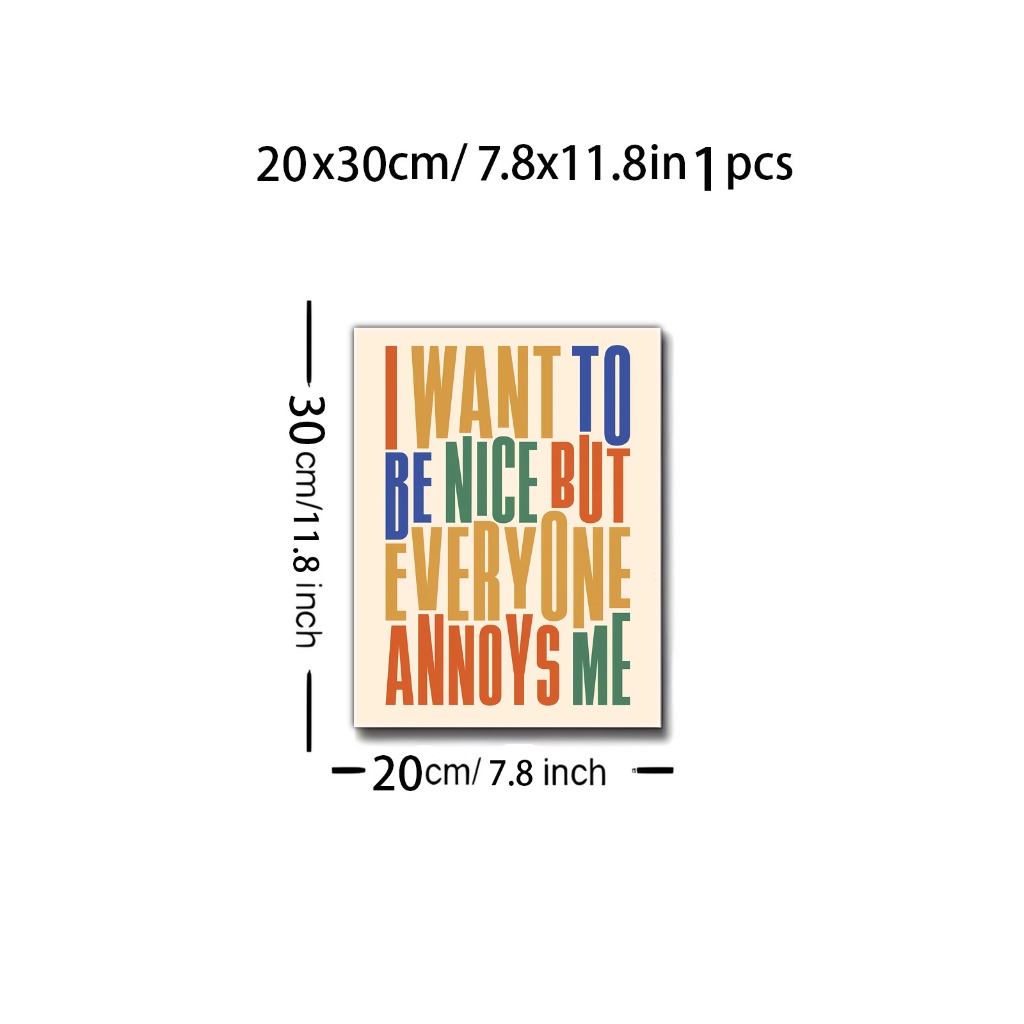 20x30cm/ 7.8x11.8in 1 pcs
30cm/11.8 inch
I WANT TO
BE NICE BUT
EVERYONE
ANNOYS ME
20cm/ 7.8 inch